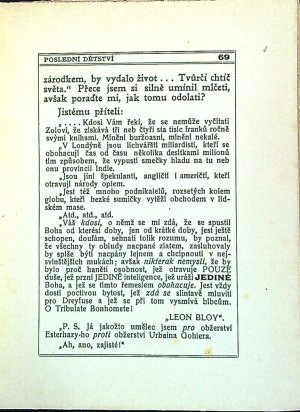 POSLEDNÍ DĚTSTVÍ 69
zárodkem, by vydalo život . . . Tvůrčí chtíč
světa.“ Přece jsem si silně umínil mlčeti,
avšak poraďte mi, jak tomu odolati?
Jistému příteli:
„. . . . Kdosi Vám řekl, že se nemůže vyčítati
Zolovi, že získává tři neb čtyři sta tisíc franků ročně
svými knihami. Mínění buržoasní, mínění nekalé.
„V Londýně jsou lichvářští miliardisti, kteří se
obohacují čas od času několika desítkami milionů
tím způsobem, že vypustí smečky hladu na tu neb
onu provincii Indie.
„Jsou jiní špekulanti, angličtí i američtí, kteří
otravují národy opiem.
„Jest též mnoho podnikatelů, rozsetých kolem
globu, kteří hezké sumičky vytěží obchodem v lid-
ském mase.
„Atd., atd., atd.
„Váš kdosi, o němž se mi zdá, že se spustil
Boha od kterési doby, jen od krátké doby, jest ještě
schopen, doufám, sehnati tolik rozumu, by poznal,
že všechny ty obludy nacpané zlatem, zasluhovaly
by spíše býti nacpány lejnem a chcípnouti v nej-
svinštějších mukách; avšak nikterak nemyslí, že by
bylo proč haněti osobnost, jež otravuje POUZE
duše, jež przní JEDINĚ inteligence, jež uráží JEDINĚ
Boha, a jež se tímto řemeslem obohacuje. Jest vždy
dosti poctivou bytost, jež zdá se slintavě mluviti
pro Dreyfuse a jež se při tom vysmívá blbcům.
O Tribulate Bonhomete!
„LEON BLOY“.
„P. S. Já jakožto umělec jsem pro obžerství
Esterhazy-ho proti obžerství Urbaina Gohiera.
„Ah, ano, zajisté!“